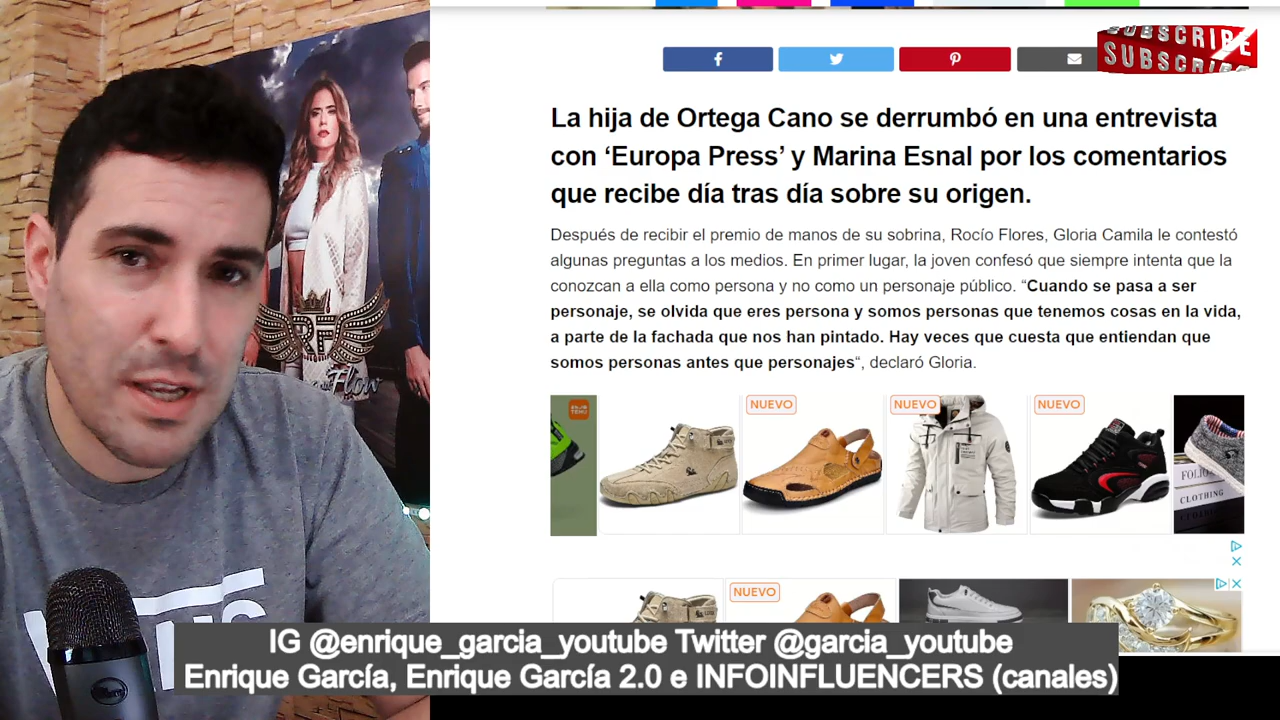 SUBSCRIBE
SUBSCRIBE
La hija de Ortega Cano se derrumbó en una entrevista
con ‘Europa Press’ y Marina Esnal por los comentarios
que recibe día tras día sobre su origen.
Después de recibir el premio de manos de su sobrina, Rocío Flores, Gloria Camila le contestó
algunas preguntas a los medios. En primer lugar, la joven confesó que siempre intenta que la
conozcan a ella como persona y no como un personaje público. “Cuando se pasa a ser
personaje, se olvida que eres persona y somos personas que tenemos cosas en la vida,
a parte de la fachada que nos han pintado. Hay veces que cuesta que entiendan que
somos personas antes que personajes“, declaró Gloria.
NUEVO
NUEVO
NUEVO
FOLIO
CLOTHING
NUEVO
RF
Flow
IG @enrique_garcia_youtube Twitter @garcia_youtube
Enrique García, Enrique García 2.0 e INFOINFLUENCERS (canales)